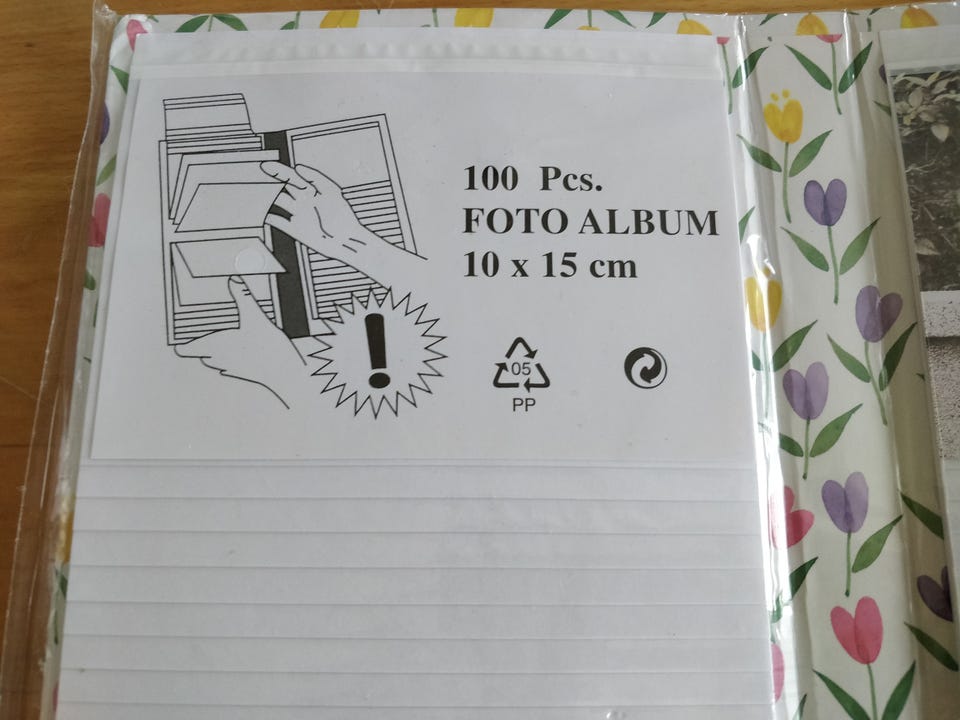 100 Pcs.
FOTO ALBUM
10 x 15 cm
05
PP